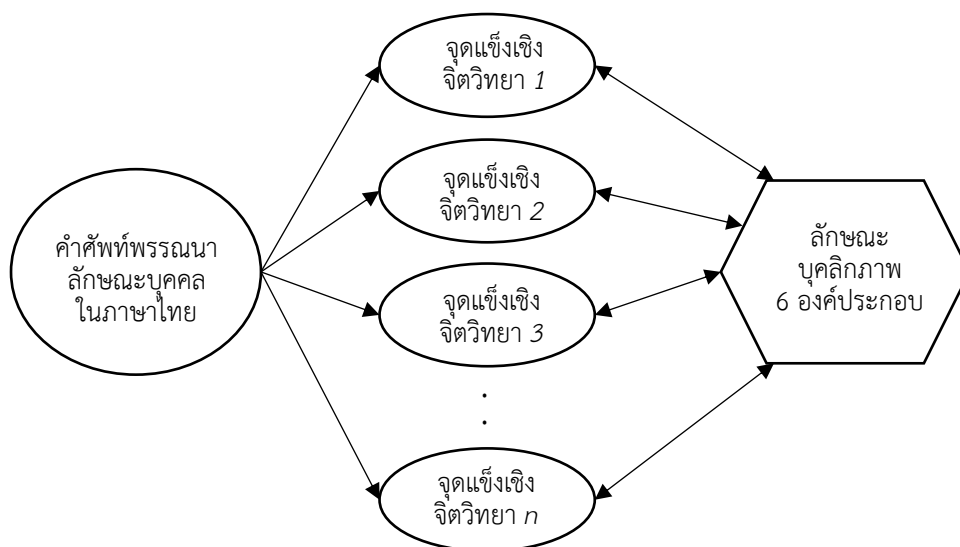 จุดแข็งเชิง
จิตวิทยา 1
จุดแข็งเชิง
จิตวิทยา 2
คำศัพท์พรรณนา
ลักษณะบุคคล
ในภาษาไทย
ลักษณะ
บุคลิกภาพ
6 องค์ประกอบ
จุดแข็งเชิง
จิตวิทยา 3
.
.
จุดแข็งเชิง
จิตวิทยา n